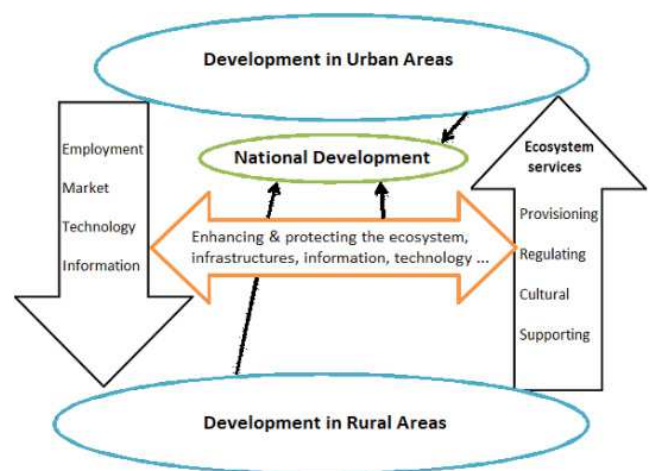 Development in Urban Areas
National Development
Employment
Market
Technology
Information
Enhancing & protecting the ecosystem,
infrastructures, information, technology ...
Ecosystem
services
Provisioning
Regulating
Cultural
Supporting
Development in Rural Areas